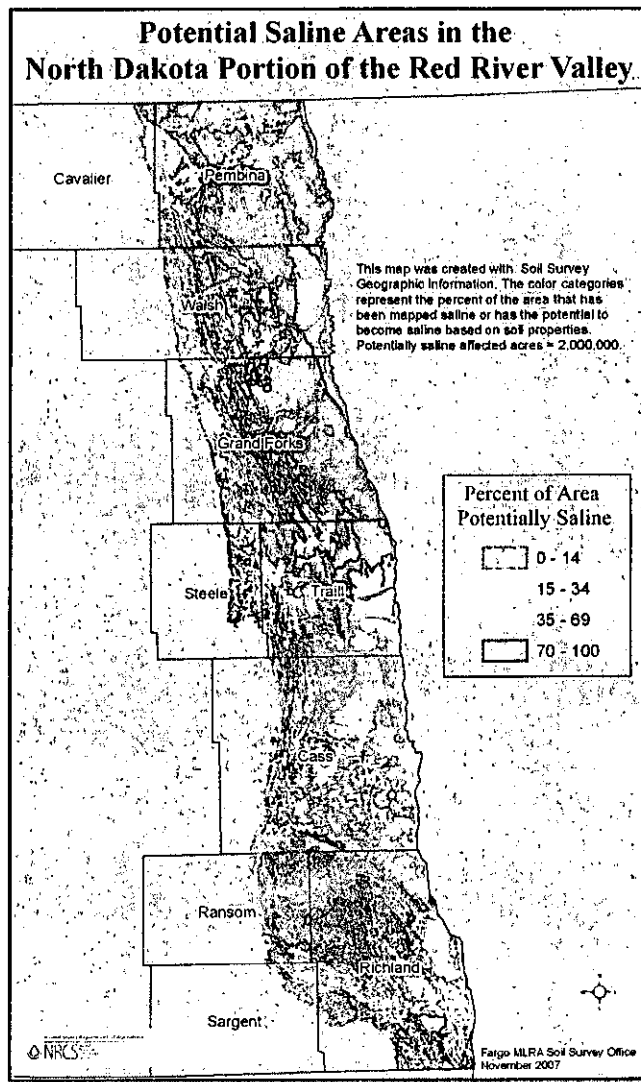 Potential Saline Areas in the
North Dakota Portion of the Red River Valley
Cavalier
Pembina
This map was created with Soil Survey
Geographic Information. The color categories
represent the percent of the area that has
been mapped saline or has the potential to
become saline based on soil properties.
Potentially saline affected acres = 2,000,000.
Walsh
Grand Forks
Percent of Area
Potentially Saline
0 - 14
15 - 34
35 - 69
70 - 100
Steele
Traill
Cass
Ransom
Richland
Sargent
NRCS
Fargo MLRA Soil Survey Office
November 2007